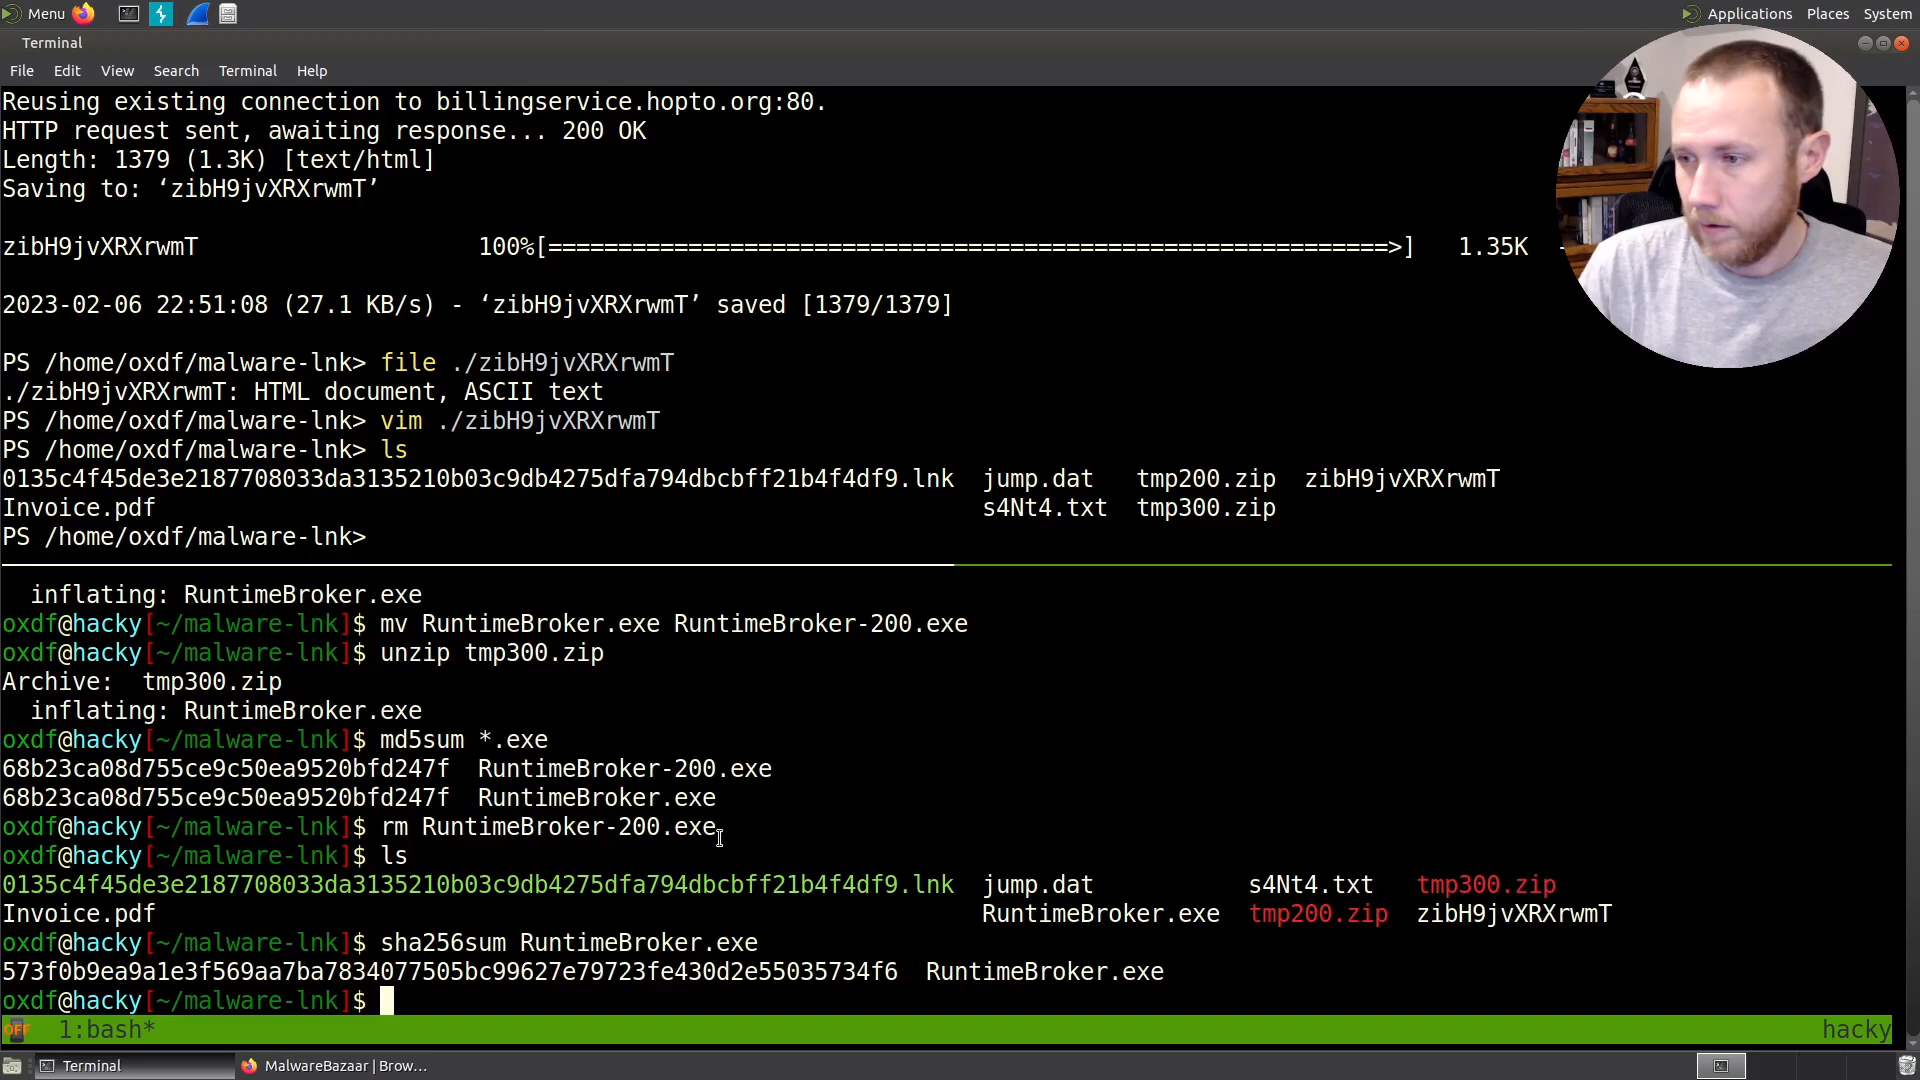 Menu
Applications Places System
Terminal
File Edit View Search Terminal Help
Reusing existing connection to billingservice.hopto.org:80.
HTTP request sent, awaiting response... 200 OK
Length: 1379 (1.3K) [text/html]
Saving to: ‘zibH9jvXRXrwmT’
zibH9jvXRXrwmT 100%[============================================================>] 1.35K
2023-02-06 22:51:08 (27.1 KB/s) - ‘zibH9jvXRXrwmT’ saved [1379/1379]
PS /home/oxdf/malware-lnk> file ./zibH9jvXRXrwmT
./zibH9jvXRXrwmT: HTML document, ASCII text
PS /home/oxdf/malware-lnk> vim ./zibH9jvXRXrwmT
PS /home/oxdf/malware-lnk> ls
0135c4f45de3e2187708033da3135210b03c9db4275dfa794dbcbff21b4f4df9.lnk jump.dat tmp200.zip zibH9jvXRXrwmT
Invoice.pdf s4Nt4.txt tmp300.zip
PS /home/oxdf/malware-lnk>
inflating: RuntimeBroker.exe
oxdf@hacky[~/malware-lnk]$ mv RuntimeBroker.exe RuntimeBroker-200.exe
oxdf@hacky[~/malware-lnk]$ unzip tmp300.zip
Archive: tmp300.zip
inflating: RuntimeBroker.exe
oxdf@hacky[~/malware-lnk]$ md5sum *.exe
68b23ca08d755ce9c50ea9520bfd247f RuntimeBroker-200.exe
68b23ca08d755ce9c50ea9520bfd247f RuntimeBroker.exe
oxdf@hacky[~/malware-lnk]$ rm RuntimeBroker-200.exe
oxdf@hacky[~/malware-lnk]$ ls
0135c4f45de3e2187708033da3135210b03c9db4275dfa794dbcbff21b4f4df9.lnk jump.dat s4Nt4.txt tmp300.zip
Invoice.pdf RuntimeBroker.exe tmp200.zip zibH9jvXRXrwmT
oxdf@hacky[~/malware-lnk]$ sha256sum RuntimeBroker.exe
573f0b9ea9a1e3f569aa7ba7834077505bc99627e79723fe430d2e55035734f6 RuntimeBroker.exe
oxdf@hacky[~/malware-lnk]$
OFF 1:bash* hacky
Terminal MalwareBazaar | Brow...